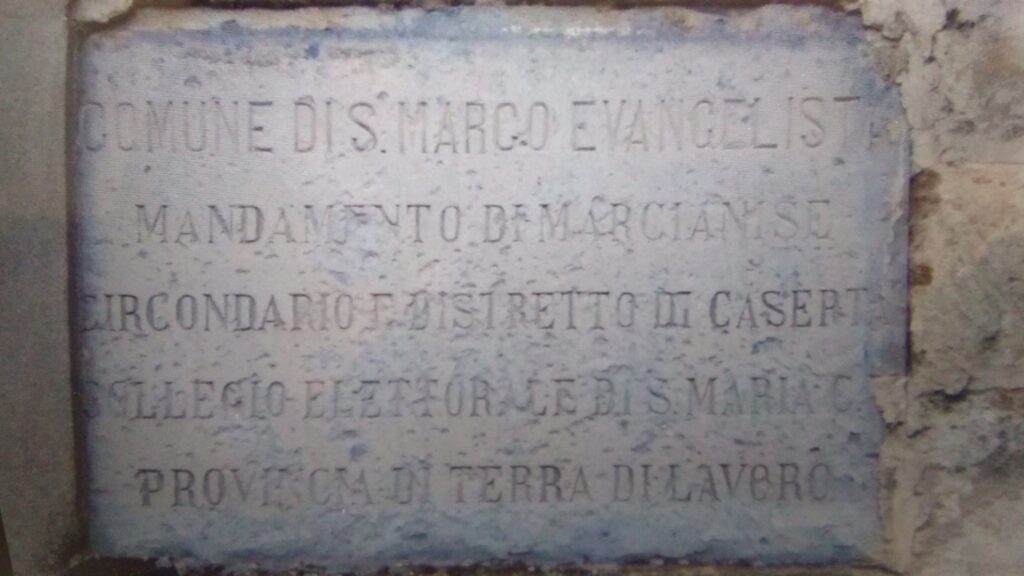 COMUNE DI S. MARCO EVANGELISTA
MANDAMENTO DI MARCIANISE
CIRCONDARIO E DISTRETTO DI CASERTA
COLLEGIO ELETTORALE DI S. MARIA C.
PROVINCIA DI TERRA DI LAVORO